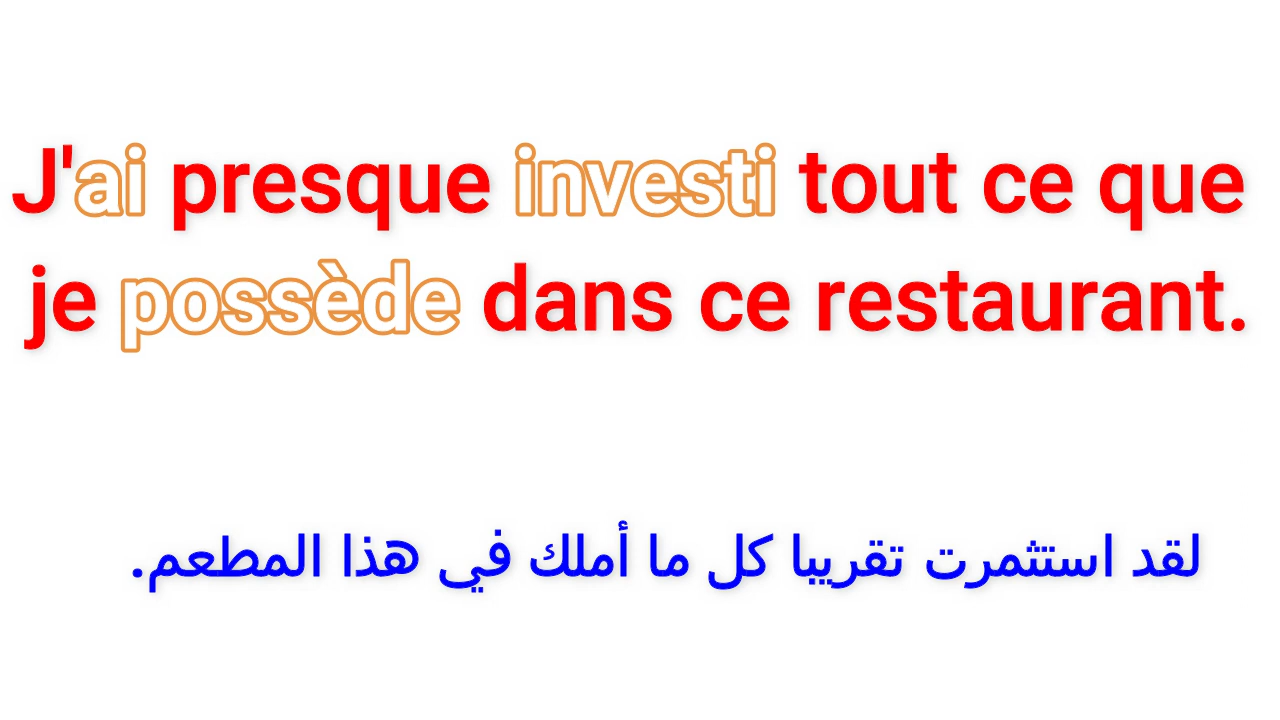 J'ai presque investi tout ce que
je possède dans ce restaurant.
لقد استثمرت تقريبا كل ما أملك في هذا المطعم.